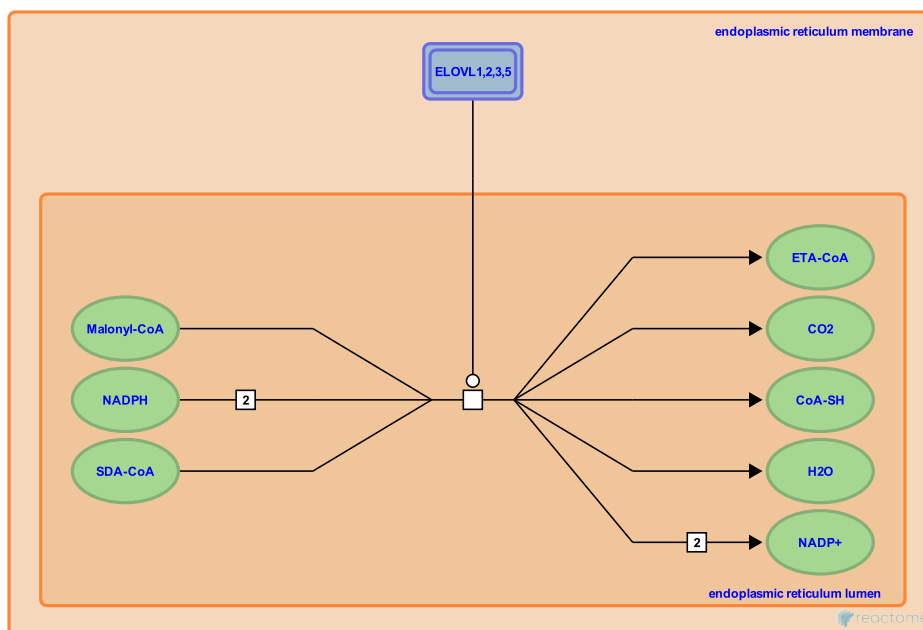 endoplasmic reticulum membrane
ELOVL1,2,3,5
ETA-CoA
Malonyl-CoA
CO2
NADPH
2
CoA-SH
SDA-CoA
H2O
2
NADP+
endoplasmic reticulum lumen
reactome